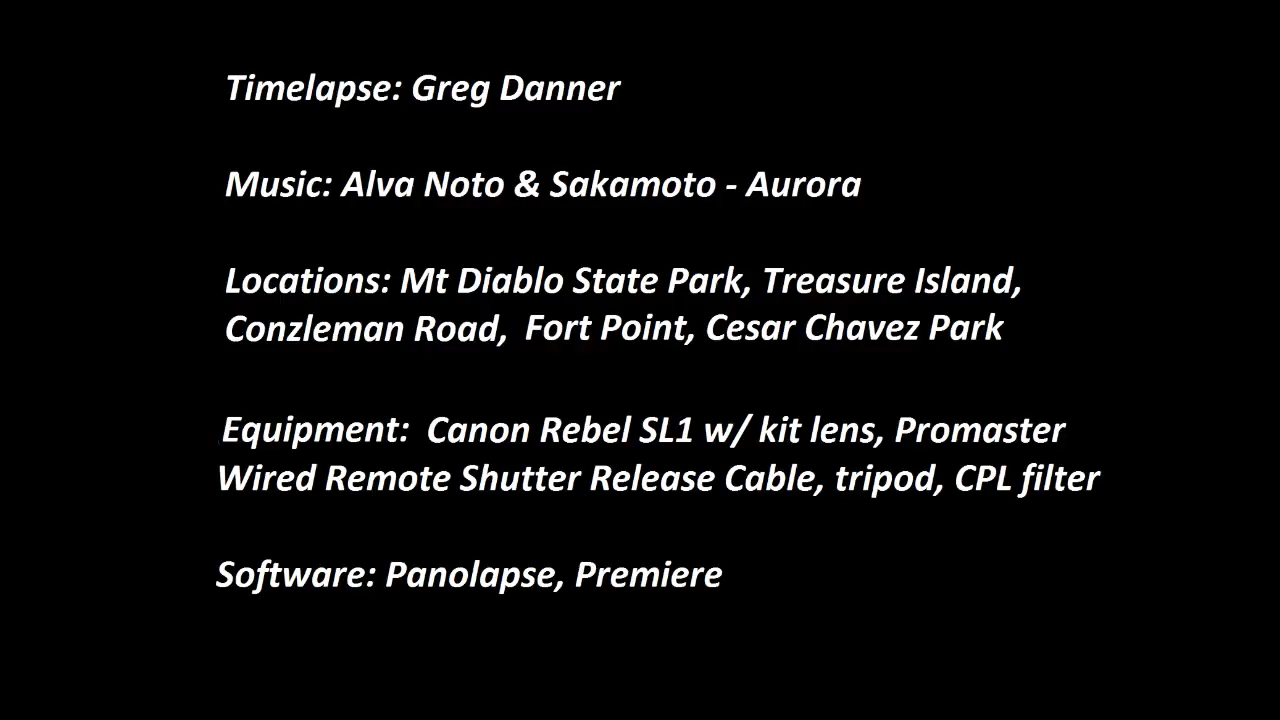 Timelapse: Greg Danner
Music: Alva Noto & Sakamoto - Aurora
Locations: Mt Diablo State Park, Treasure Island,
Conzleman Road, Fort Point, Cesar Chavez Park
Equipment: Canon Rebel SL1 w/ kit lens, Promaster
Wired Remote Shutter Release Cable, tripod, CPL filter
Software: Panolapse, Premiere